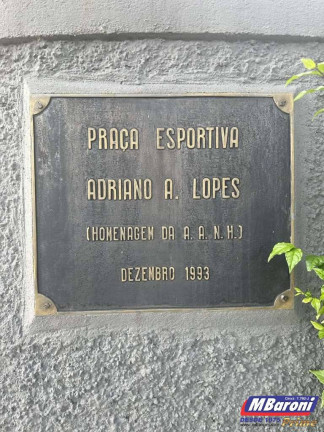 PRAÇA ESPORTIVA
ADRIANO A. LOPES
(HOMENAGEM DA A. A. N. H.)
DEZEMBRO 1993
MBaroni